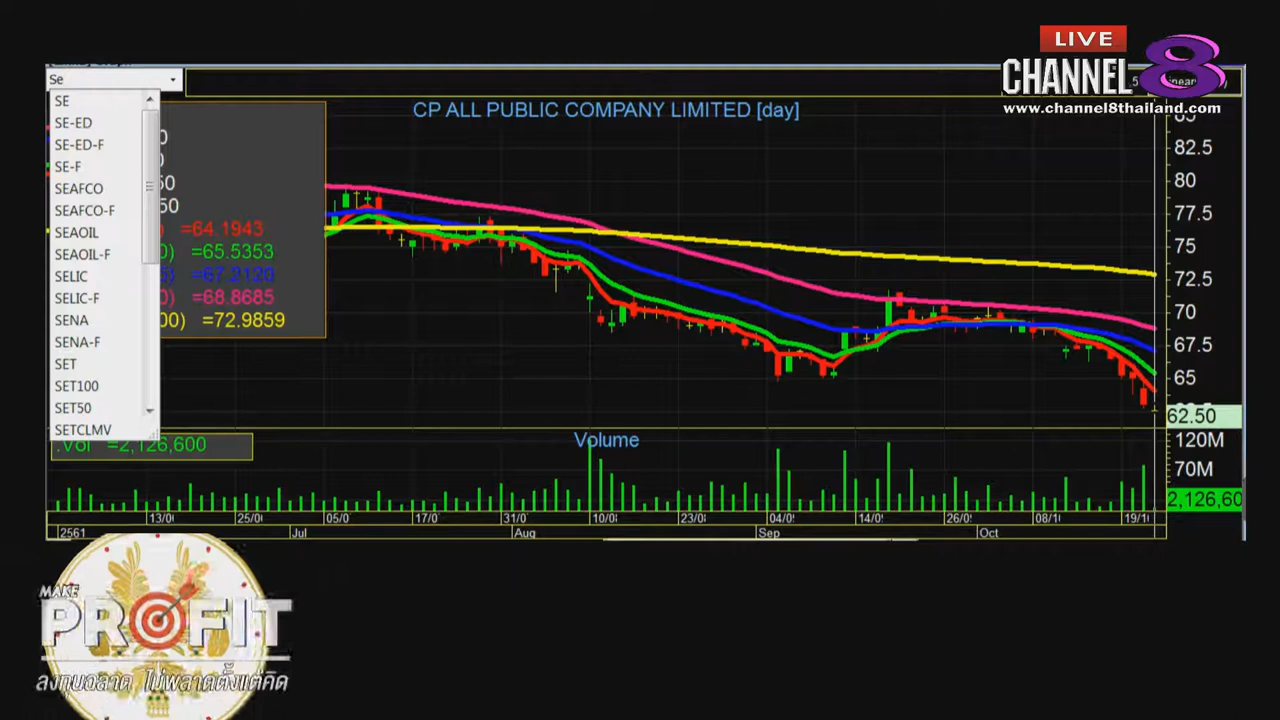 LIVE
CHANNEL 8
www.channel8thailand.com
Se
SE
SE-ED
SE-ED-F
SE-F
SEAFCO
SEAFCO-F
SEAOIL
SEAOIL-F
SELIC
SELIC-F
SENA
SENA-F
SET
SET100
SET50
SETCLMV
CP ALL PUBLIC COMPANY LIMITED [day]
=64.1943
=65.5353
=67.2120
=68.8685
=72.9859
85
82.5
80
77.5
75
72.5
70
67.5
65
62.50
.Vol =2,126,600
Volume
120M
70M
2,126,60
13/0 25/0 05/0 17/0 31/0 10/0 23/0 04/0 14/0 26/0 08/1 19/1
2561 Jul Aug Sep Oct
MAKE
PROFIT
ลงทุนฉลาด ไม่พลาดตั้งแต่คิด